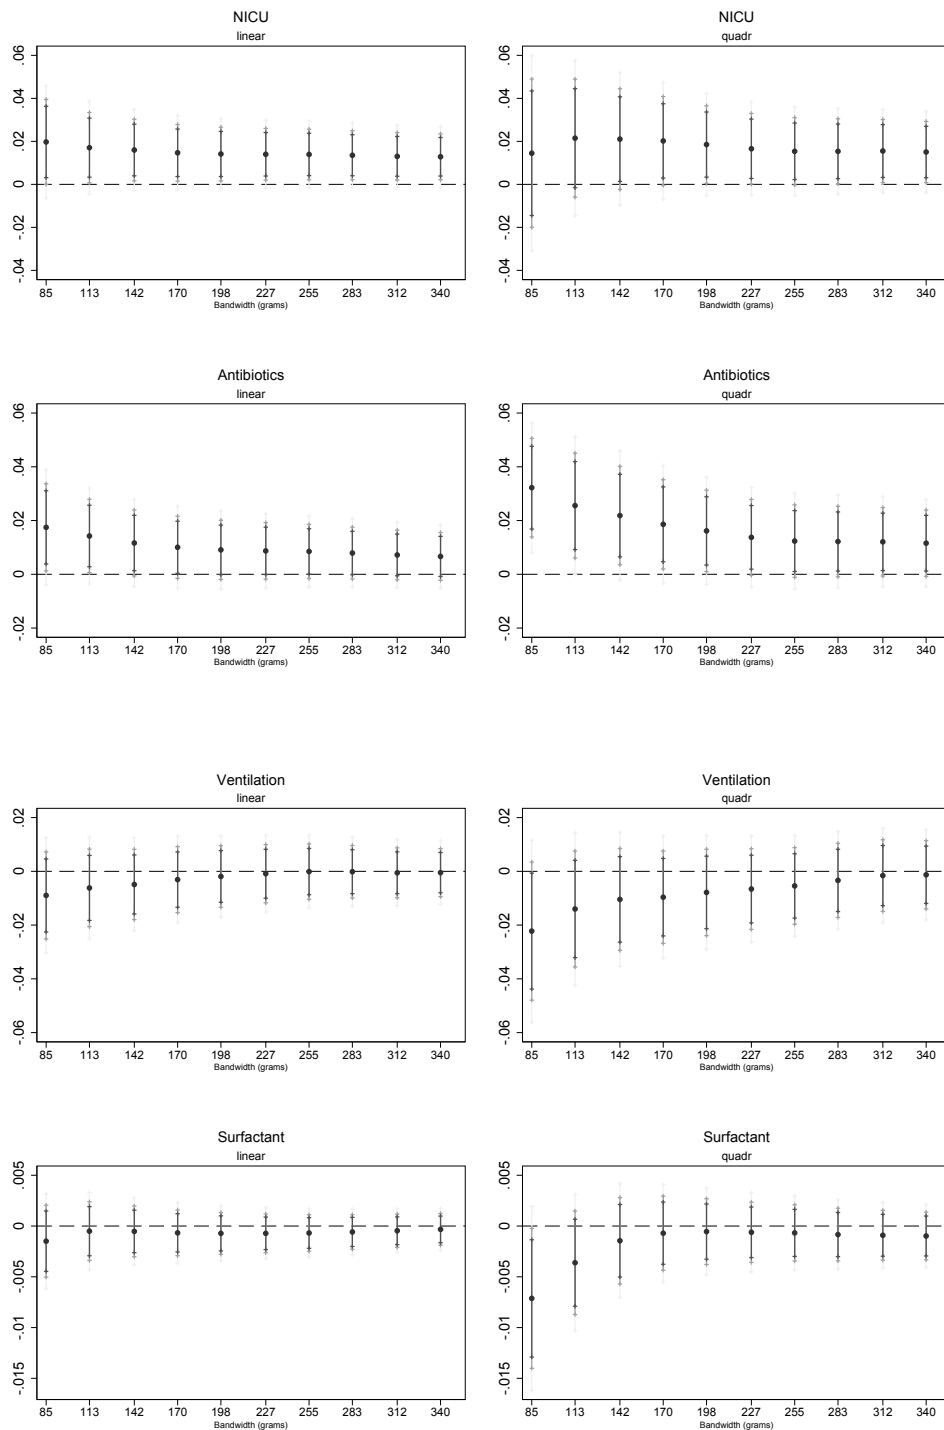 NICU
linear
.06
.04
.02
0
-.02
-.04
85 113 142 170 198 227 255 283 312 340
Bandwidth (grams)
NICU
quadr
.06
.04
.02
0
-.02
-.04
85 113 142 170 198 227 255 283 312 340
Bandwidth (grams)
Antibiotics
linear
.06
.04
.02
0
-.02
85 113 142 170 198 227 255 283 312 340
Bandwidth (grams)
Antibiotics
quadr
.06
.04
.02
0
-.02
85 113 142 170 198 227 255 283 312 340
Bandwidth (grams)
Ventilation
linear
.02
0
-.02
-.04
-.06
85 113 142 170 198 227 255 283 312 340
Bandwidth (grams)
Ventilation
quadr
.02
0
-.02
-.04
-.06
85 113 142 170 198 227 255 283 312 340
Bandwidth (grams)
Surfactant
linear
.005
0
-.005
-.01
-.015
85 113 142 170 198 227 255 283 312 340
Bandwidth (grams)
Surfactant
quadr
.005
0
-.005
-.01
-.015
85 113 142 170 198 227 255 283 312 340
Bandwidth (grams)